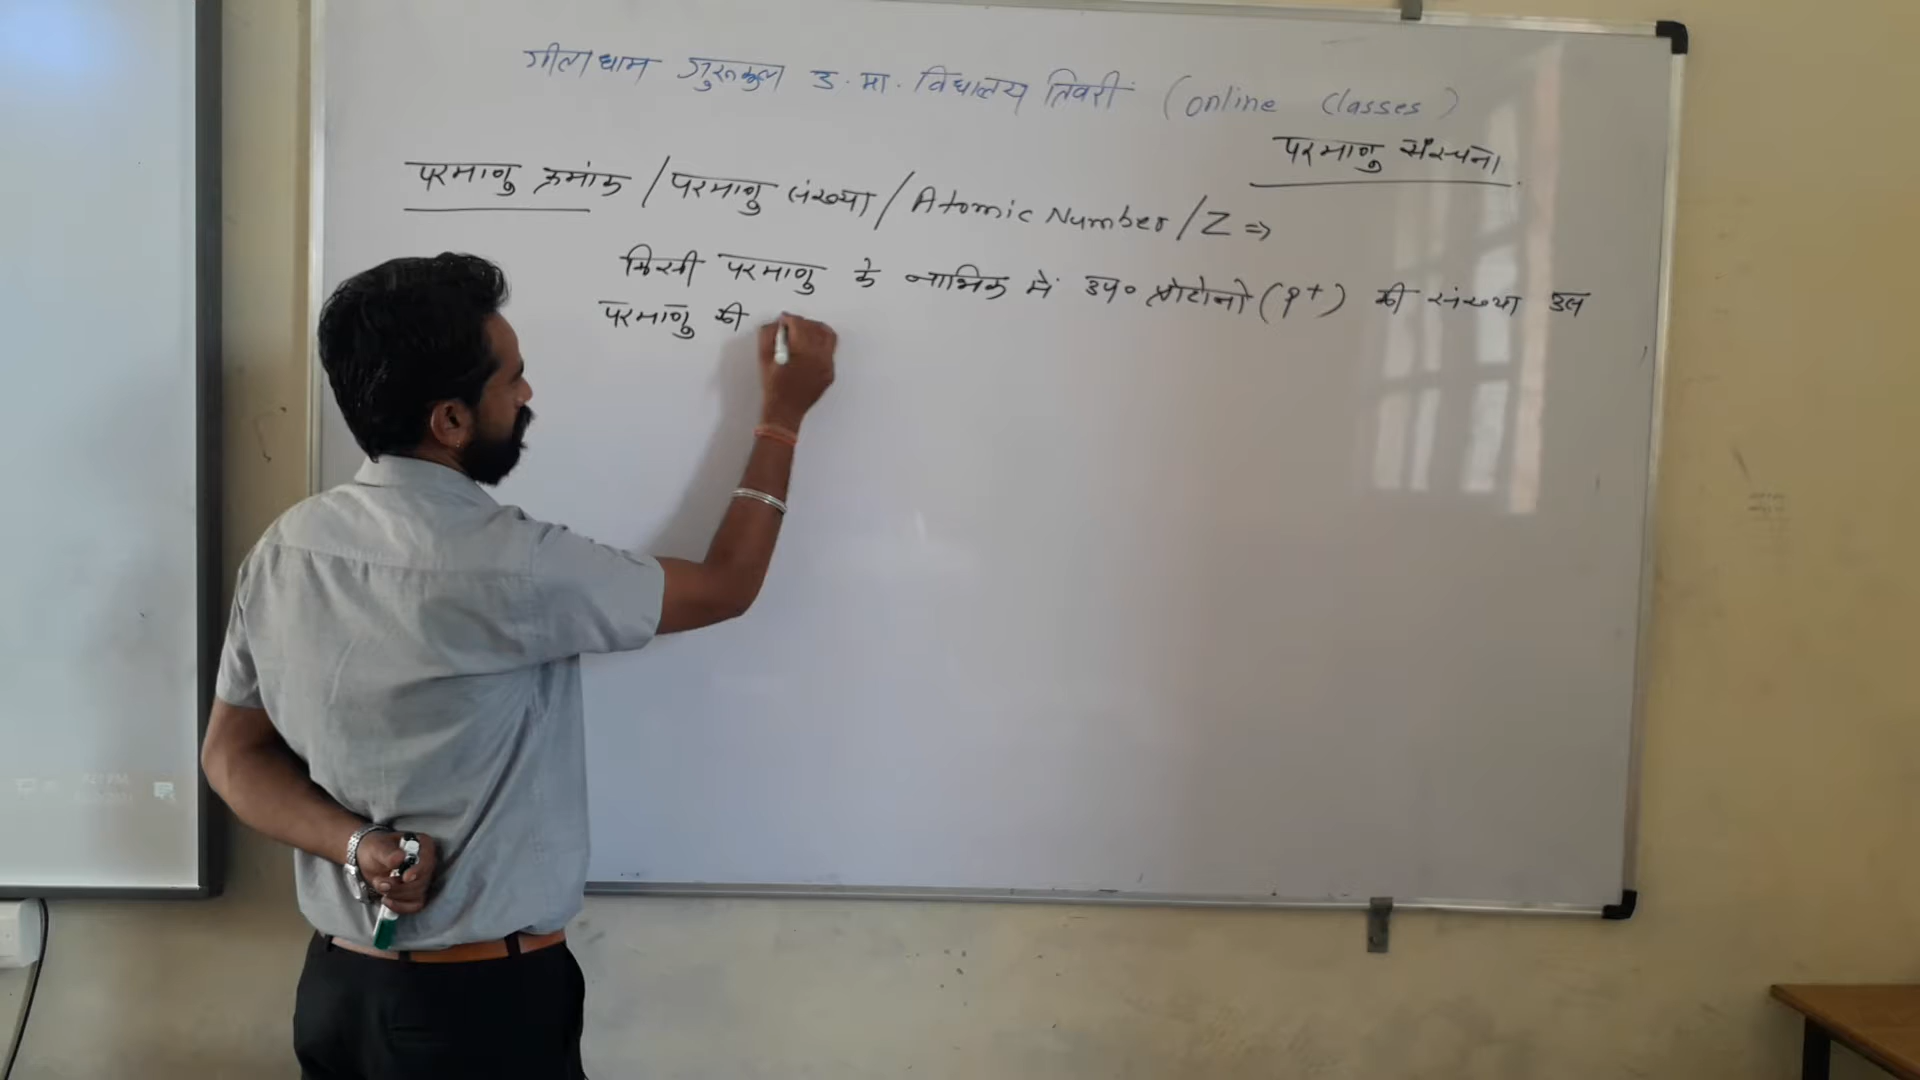 गीता धाम गुरूकुल उ. मा. विद्यालय तिवरी (online classes)
परमाणु संरचना
परमाणु क्रमांक / परमाणु संख्या / Atomic Number / Z ⇒
किसी परमाणु के नाभिक में उप० प्रोटोनो (p+) की संख्या उस
परमाणु की